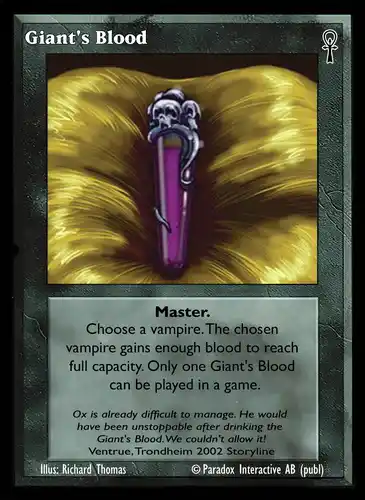 Giant's Blood
Master.
Choose a vampire. The chosen
vampire gains enough blood to reach
full capacity. Only one Giant's Blood
can be played in a game.
Ox is already difficult to manage. He would
have been unstoppable after drinking the
Giant's Blood. We couldn't allow it!
Ventrue, Trondheim 2002 Storyline
Illus: Richard Thomas © Paradox Interactive AB (publ)